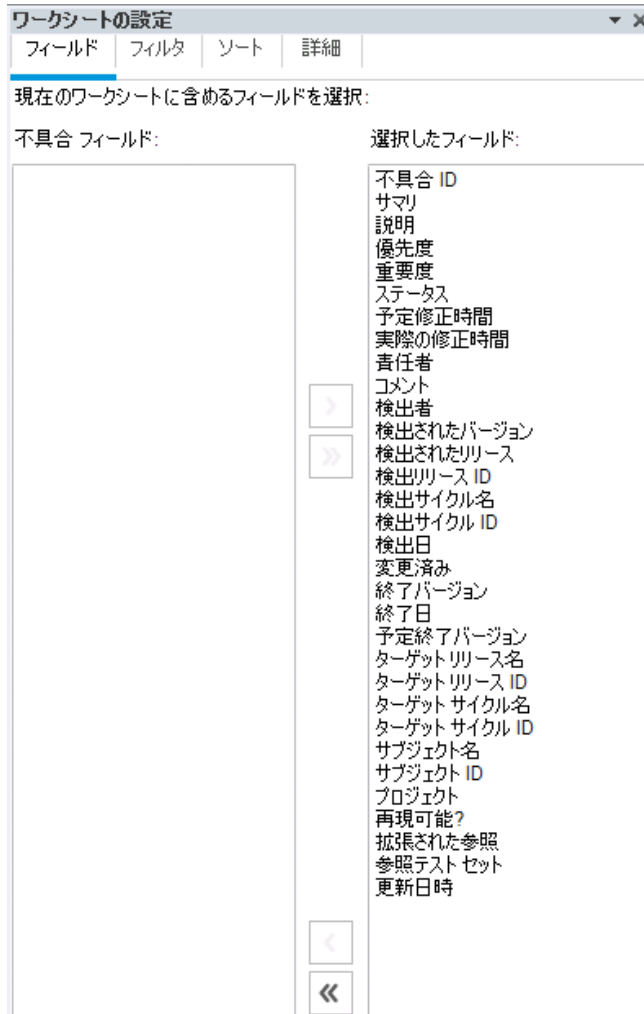 ワークシートの設定
フィールド フィルタ ソート 詳細
現在のワークシートに含めるフィールドを選択:
不具合 フィールド:
選択したフィールド:
不具合 ID
サマリ
説明
優先度
重要度
ステータス
予定修正時間
実際の修正時間
責任者
コメント
検出者
検出されたバージョン
検出されたリリース
検出リリース ID
検出サイクル名
検出サイクル ID
検出日
変更済み
終了バージョン
終了日
予定終了バージョン
ターゲット リリース名
ターゲット リリース ID
ターゲット サイクル名
ターゲット サイクル ID
サブジェクト名
サブジェクト ID
プロジェクト
再現可能?
拡張された参照
参照テスト セット
更新日時